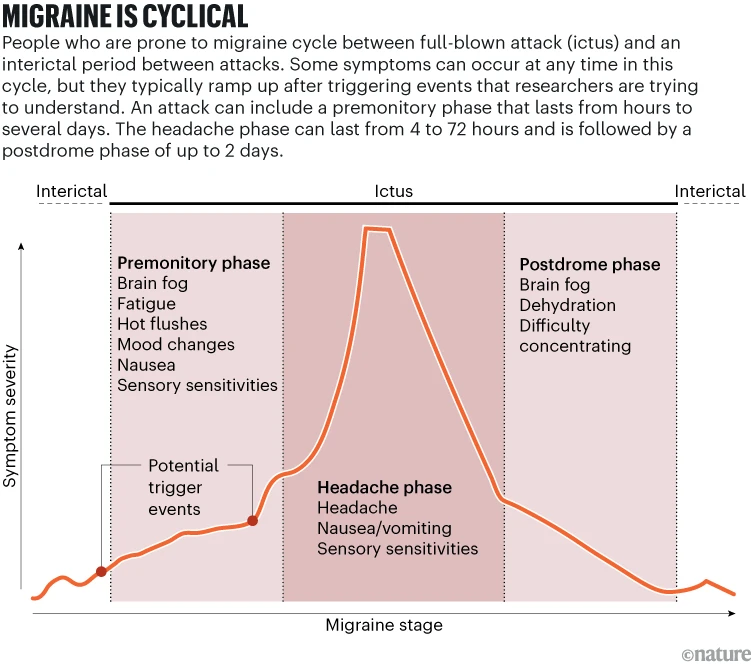 MIGRAINE IS CYCLICAL
People who are prone to migraine cycle between full-blown attack (ictus) and an
interictal period between attacks. Some symptoms can occur at any time in this
cycle, but they typically ramp up after triggering events that researchers are trying
to understand. An attack can include a premonitory phase that lasts from hours to
several days. The headache phase can last from 4 to 72 hours and is followed by a
postdrome phase of up to 2 days.
Interictal
Ictus
Interictal
Symptom severity
Premonitory phase
Brain fog
Fatigue
Hot flushes
Mood changes
Nausea
Sensory sensitivities
Potential
trigger
events
Headache phase
Headache
Nausea/vomiting
Sensory sensitivities
Postdrome phase
Brain fog
Dehydration
Difficulty
concentrating
Migraine stage
©nature